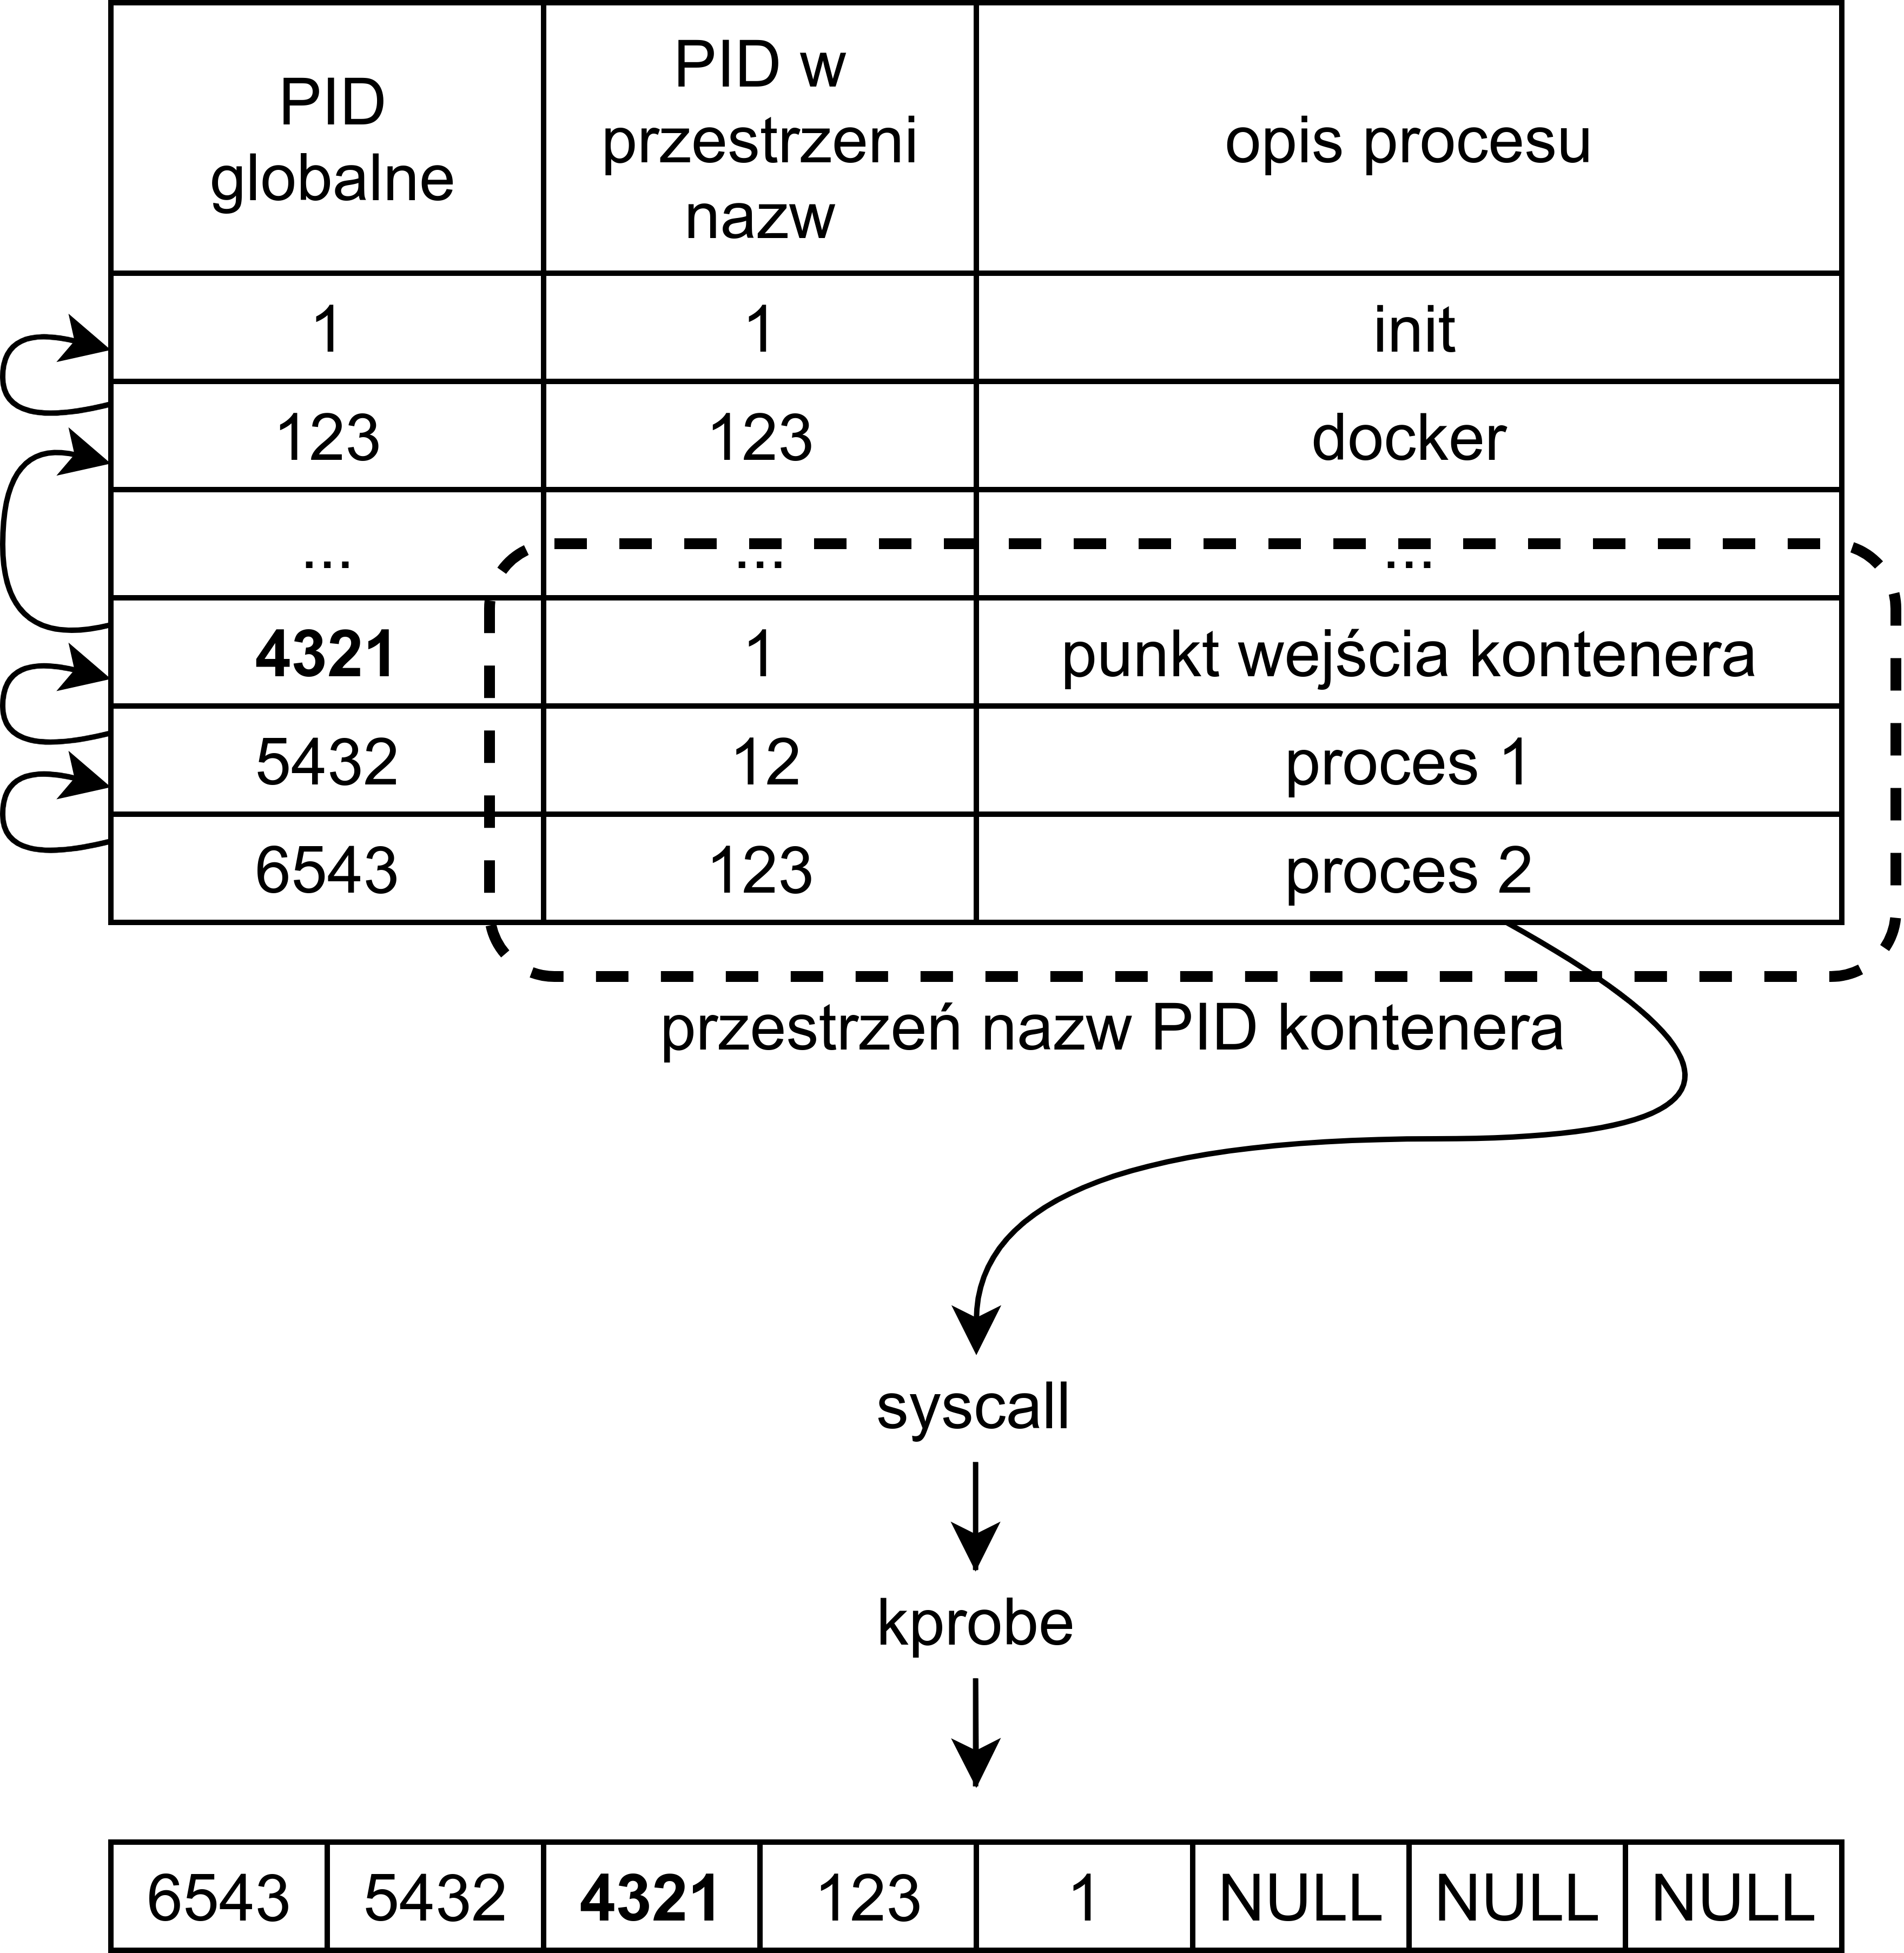 PID
globalne
PID w
przestrzeni
nazw
opis procesu
1
1
init
123
123
docker
...
...
...
4321
1
punkt wejścia kontenera
5432
12
proces 1
6543
123
proces 2
przestrzeń nazw PID kontenera
syscall
kprobe
6543
5432
4321
123
1
NULL
NULL
NULL